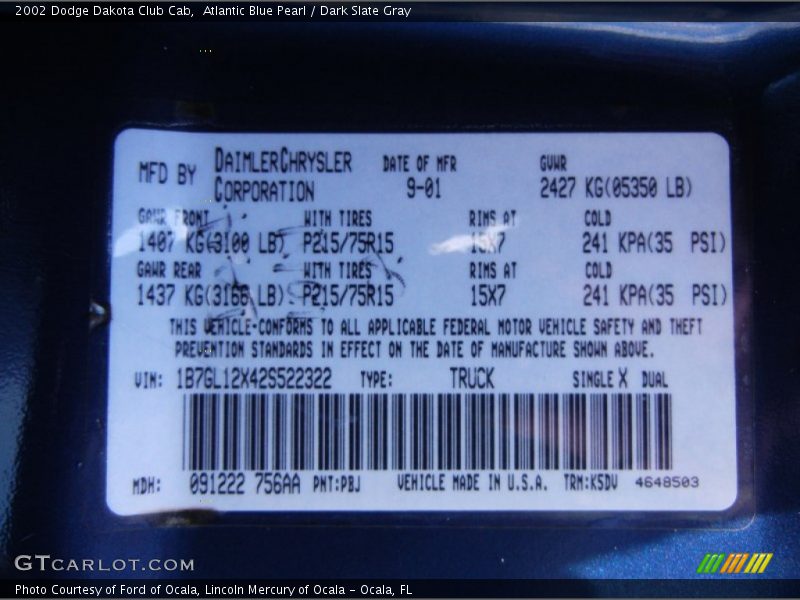 2002 Dodge Dakota Club Cab,  Atlantic Blue Pearl / Dark Slate Gray
MFD BY DAIMLERCHRYSLER CORPORATION DATE OF MFR 9-01 GVWR 2427 KG(05350 LB)
GAWR FRONT WITH TIRES RIMS AT COLD
1407 KG(3100 LB) P215/75R15 15X7 241 KPA(35 PSI)
GAWR REAR WITH TIRES RIMS AT COLD
1437 KG(3166 LB) P215/75R15 15X7 241 KPA(35 PSI)
THIS VEHICLE CONFORMS TO ALL APPLICABLE FEDERAL MOTOR VEHICLE SAFETY AND THEFT
PREVENTION STANDARDS IN EFFECT ON THE DATE OF MANUFACTURE SHOWN ABOVE.
VIN: 1B7GL12X42S522322 TYPE: TRUCK SINGLE X DUAL
MDH: 091222 756AA PNT:PBJ VEHICLE MADE IN U.S.A. TRM:K5DV 4648503
GTCARLOT.COM
Photo Courtesy of Ford of Ocala, Lincoln Mercury of Ocala - Ocala, FL